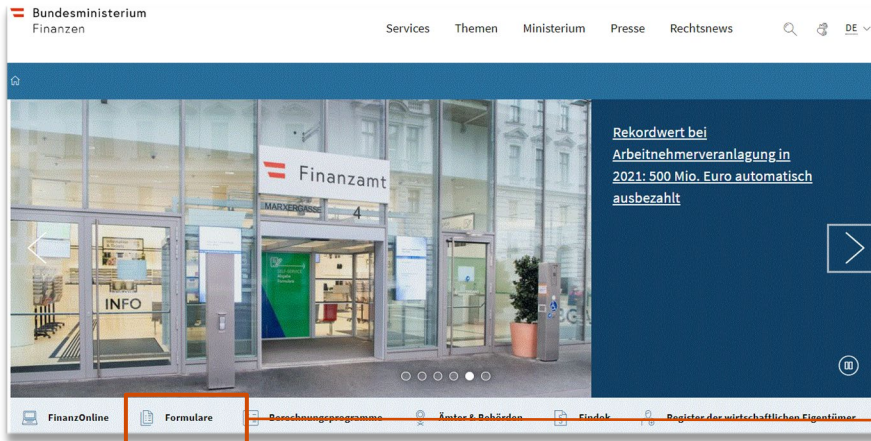 Bundesministerium
Finanzen
Services Themen Ministerium Presse Rechtsnews DE
Rekordwert bei
Arbeitnehmerveranlagung in
2021: 500 Mio. Euro automatisch
ausbezahlt
Finanzamt
MARXERGASSE 4
INFO
FinanzOnline Formulare Berechnungsprogramme Ämter & Behörden Findok Register der wirtschaftlichen Eigentümer